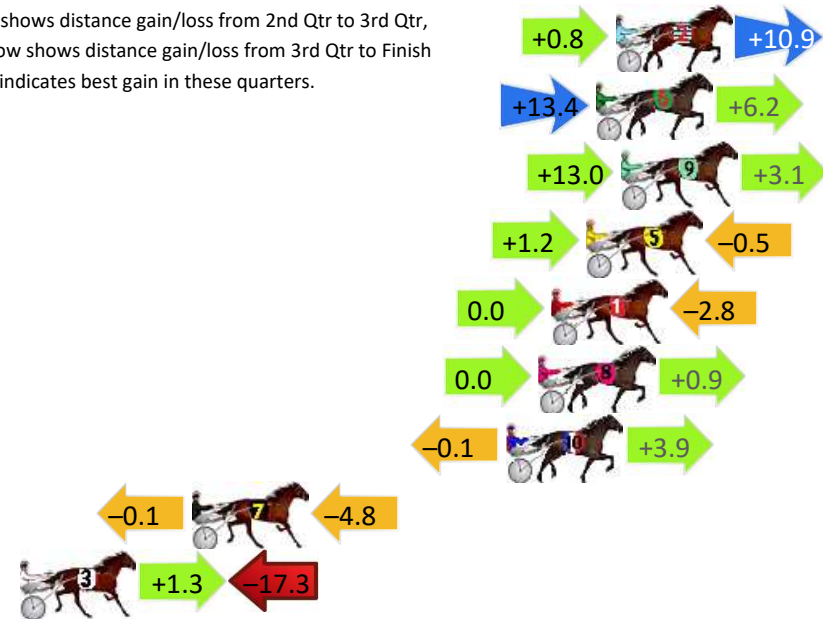 shows distance gain/loss from 2nd Qtr to 3rd Qtr,
ow shows distance gain/loss from 3rd Qtr to Finish
indicates best gain in these quarters.
+0.8 +10.9
+13.4 +6.2
+13.0 9 +3.1
+1.2 5 –0.5
0.0 1 –2.8
0.0 8 +0.9
–0.1 10 +3.9
–0.1 7 –4.8
3 +1.3 –17.3